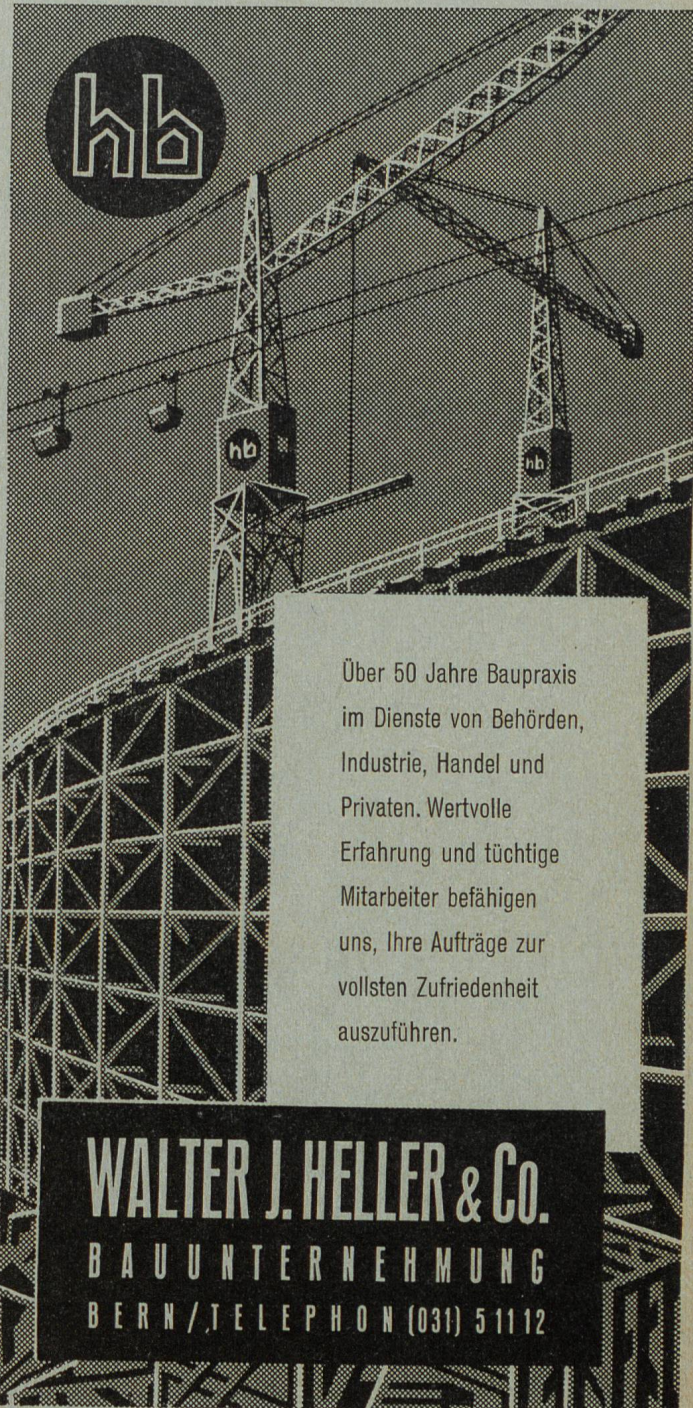 hb
hb
hb
Über 50 Jahre Baupraxis
im Dienste von Behörden,
Industrie, Handel und
Privaten. Wertvolle
Erfahrung und tüchtige
Mitarbeiter befähigen
uns, Ihre Aufträge zur
vollsten Zufriedenheit
auszuführen.
WALTER J. HELLER & CO.
BAUUNTERNEHMUNG
BERN/TELEPHON (031) 5 11 12